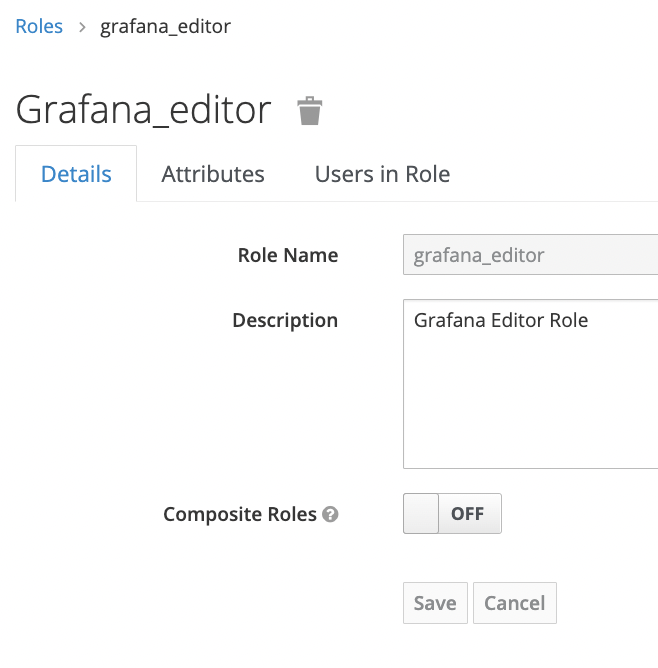 Roles > grafana_editor
Grafana_editor
Details Attributes Users in Role
Role Name grafana_editor
Description Grafana Editor Role
Composite Roles ? OFF
Save Cancel